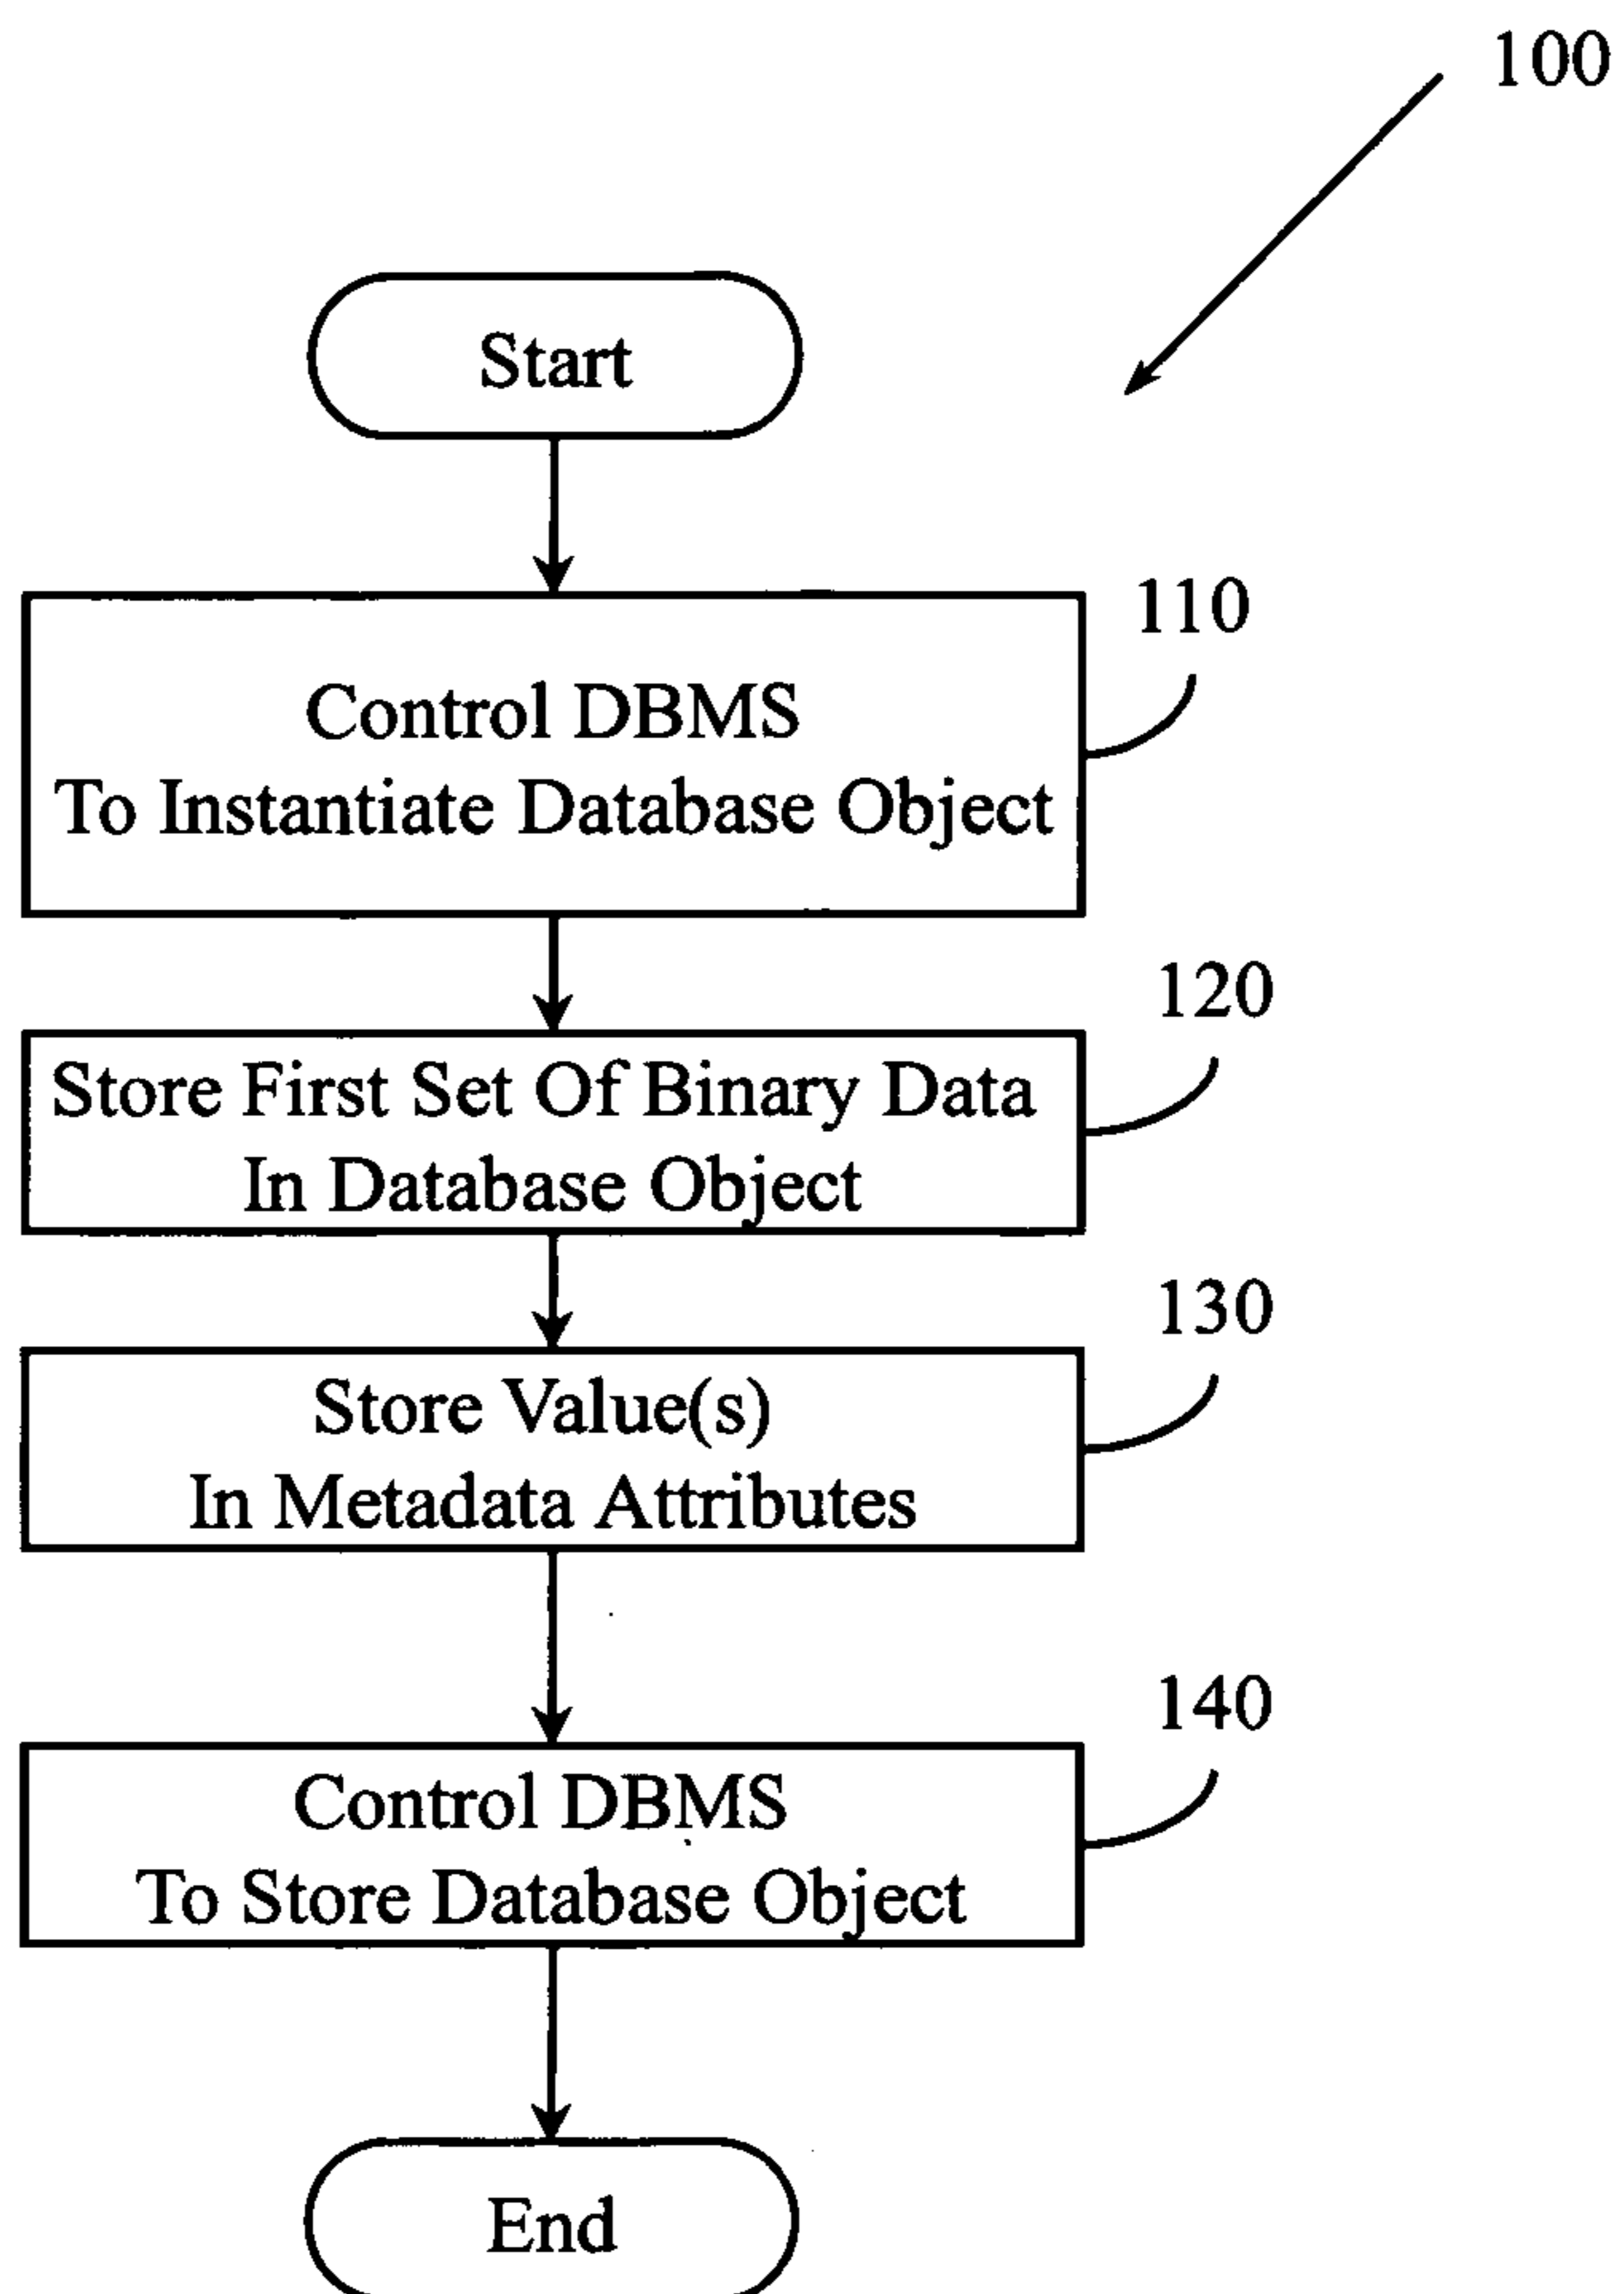 100
Start
110
Control DBMS
To Instantiate Database Object
120
Store First Set Of Binary Data
In Database Object
130
Store Value(s)
In Metadata Attributes
140
Control DBMS
To Store Database Object
End